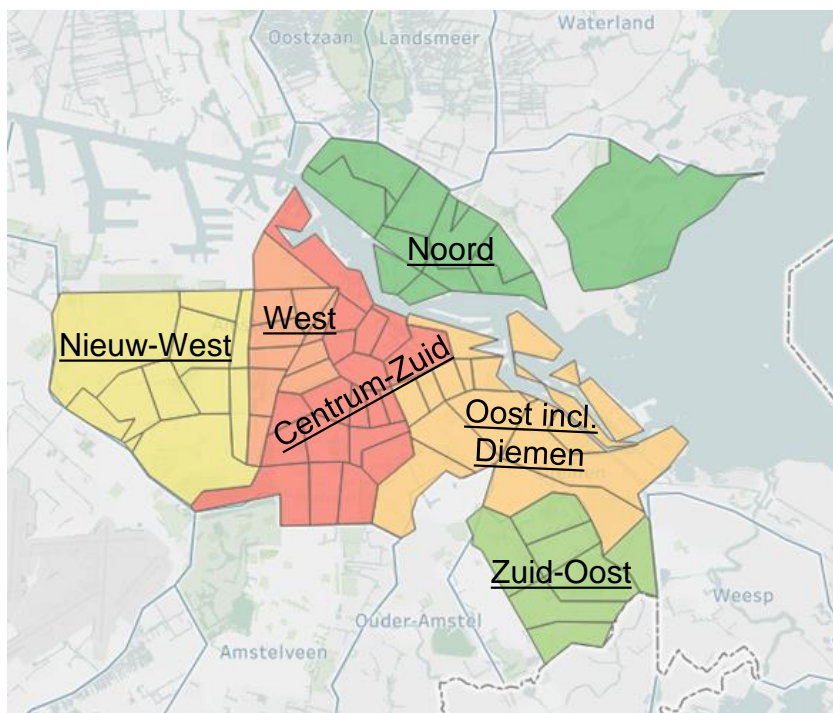 Oostzaan
Landsmeer
Waterland
Noord
Nieuw-West
West
Centrum-Zuid
Oost incl.
Diemen
Zuid-Oost
Weesp
Ouder-Amstel
Amstelveen